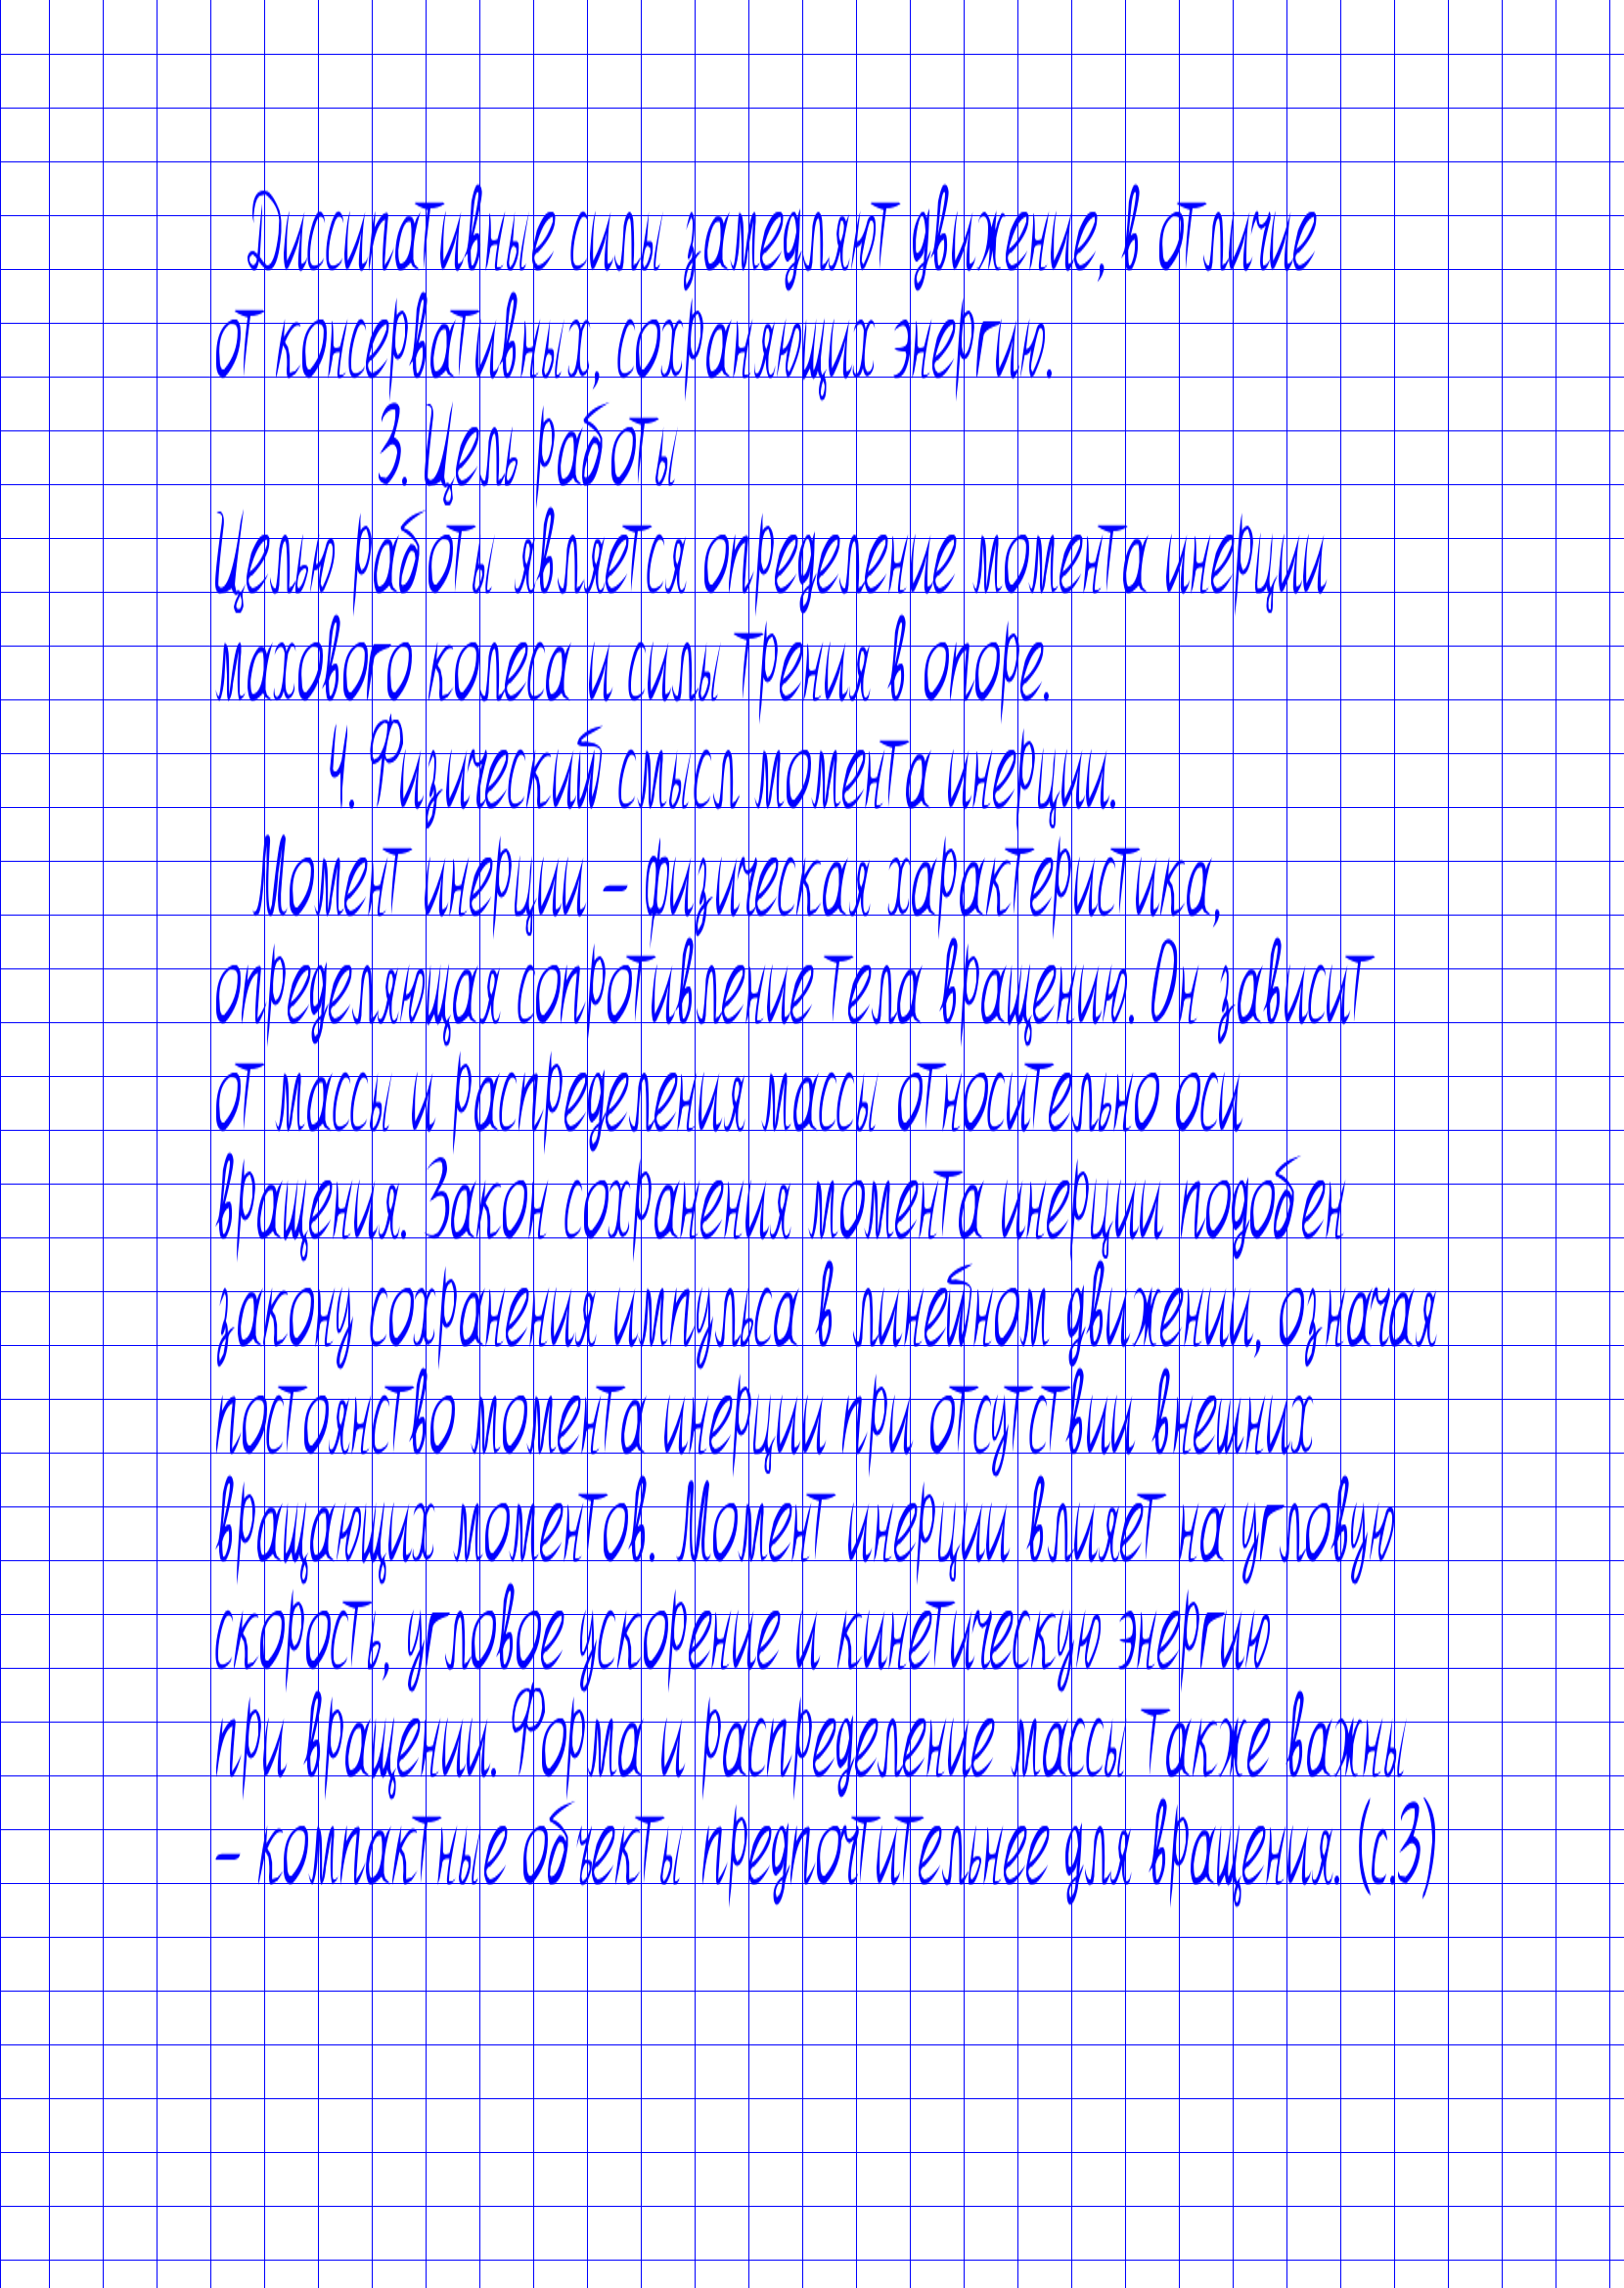 Диссипативные силы замедляют движение, в отличие
от консервативных, сохраняющих энергию.
3. Цель работы
Целью работы является определение момента инерции
махового колеса и силы трения в опоре.
4. Физический смысл момента инерции.
Момент инерции – физическая характеристика,
определяющая сопротивление тела вращению. Он зависит
от массы и распределения массы относительно оси
вращения. Закон сохранения момента инерции подобен
закону сохранения импульса в линейном движении, означая
постоянство момента инерции при отсутствии внешних
вращающих моментов. Момент инерции влияет на угловую
скорость, угловое ускорение и кинетическую энергию
при вращении. Форма и распределение массы также важны
– компактные объекты предпочтительнее для вращения. (с.3)